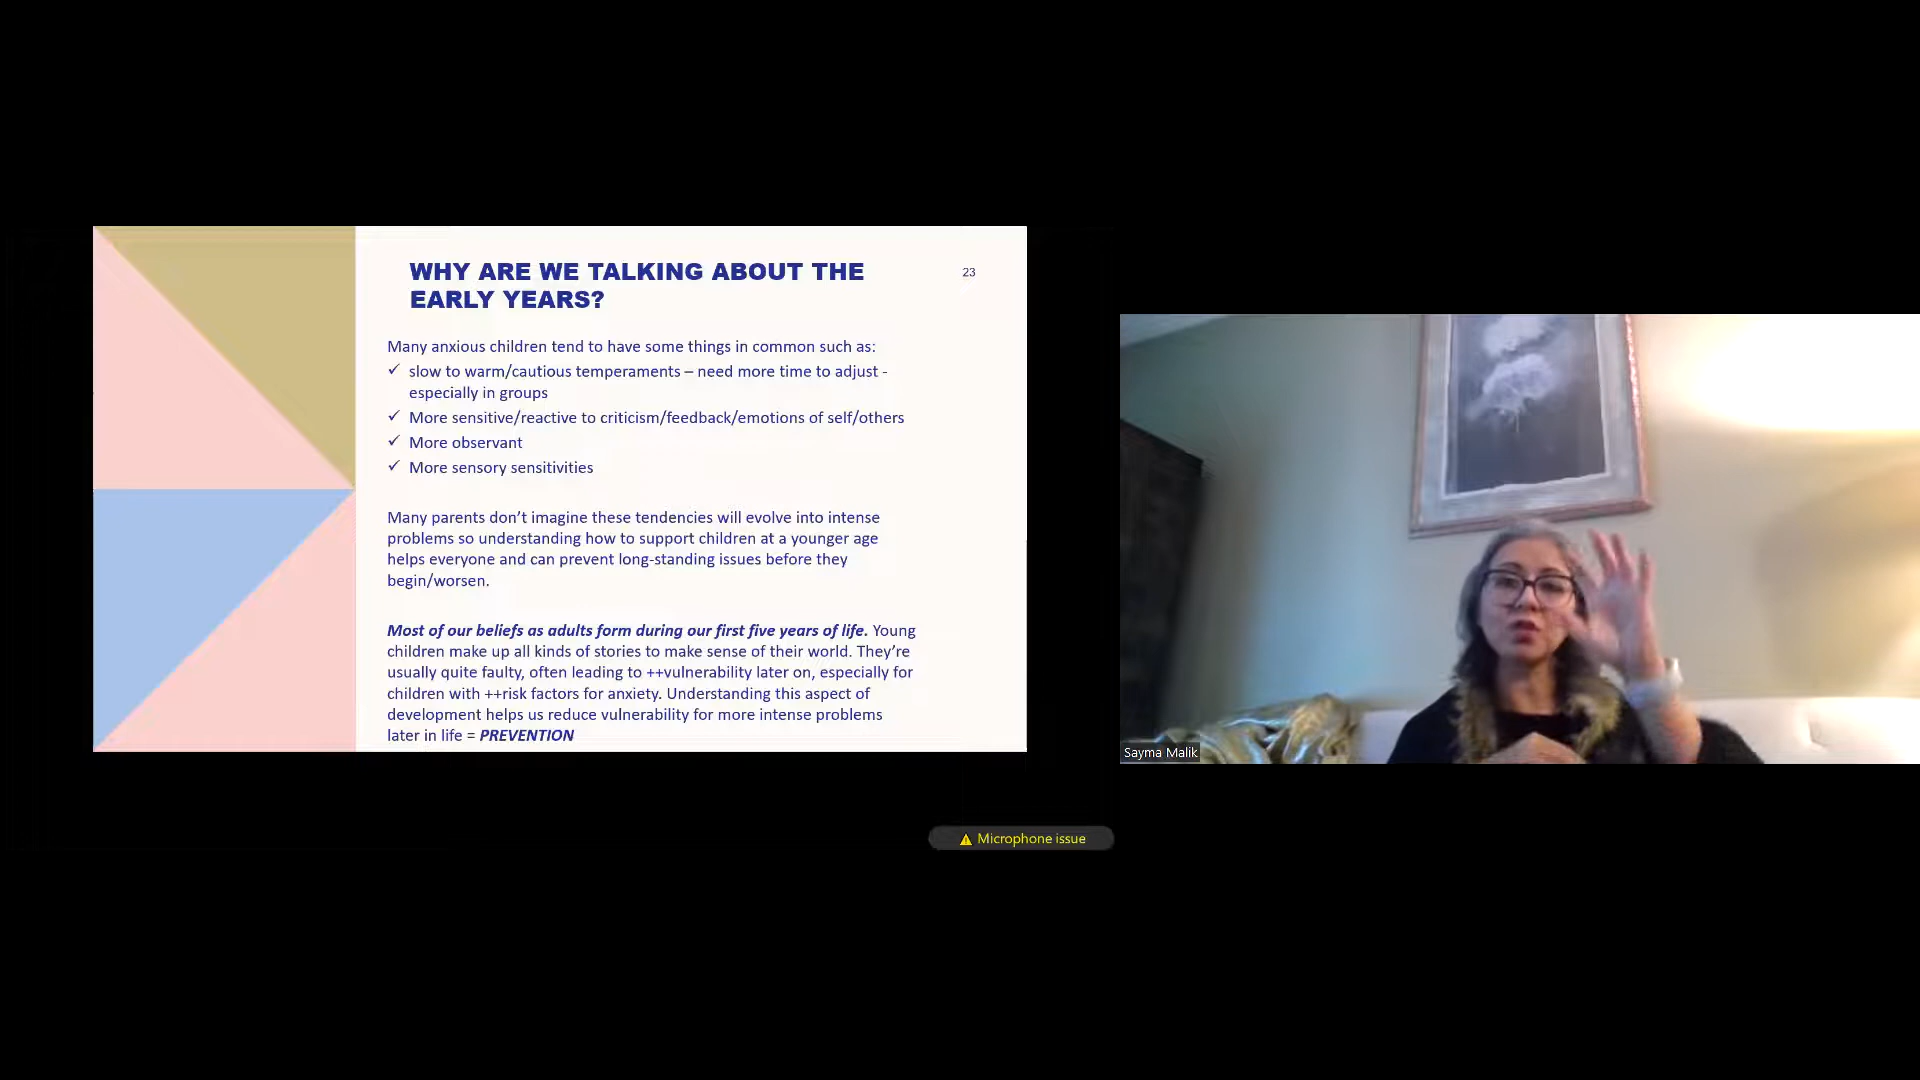 WHY ARE WE TALKING ABOUT THE
EARLY YEARS?
23
Many anxious children tend to have some things in common such as:
✓ slow to warm/cautious temperaments – need more time to adjust -
especially in groups
✓ More sensitive/reactive to criticism/feedback/emotions of self/others
✓ More observant
✓ More sensory sensitivities
Many parents don’t imagine these tendencies will evolve into intense
problems so understanding how to support children at a younger age
helps everyone and can prevent long-standing issues before they
begin/worsen.
Most of our beliefs as adults form during our first five years of life. Young
children make up all kinds of stories to make sense of their world. They’re
usually quite faulty, often leading to ++vulnerability later on, especially for
children with ++risk factors for anxiety. Understanding this aspect of
development helps us reduce vulnerability for more intense problems
later in life = PREVENTION
Sayma Malik
Microphone issue